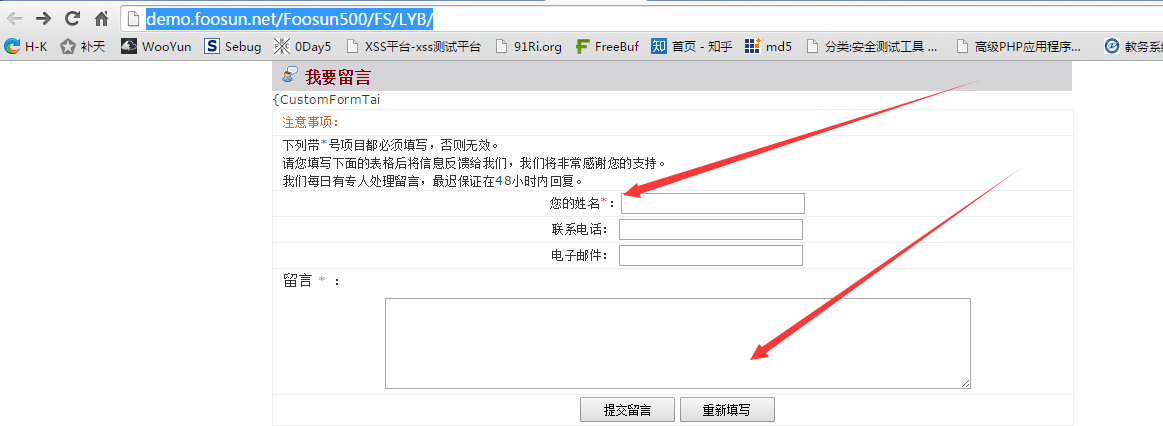 demo.foosun.net/Foosun500/FS/LYB/
H-K 补天 WooYun Sebug 0Day5 XSS平台-xss测试平台 91Ri.org FreeBuf 知 首页 - 知乎 md5 分类:安全测试工具 ... 高级PHP应用程序... 教务系统
我要留言
{CustomFormTai
注意事项：
下列带*号项目都必须填写，否则无效。
请您填写下面的表格后将信息反馈给我们，我们将非常感谢您的支持。
我们每日有专人处理留言，最迟保证在48小时内回复。
您的姓名*：
联系电话：
电子邮件：
留言 * ：
提交留言 重新填写